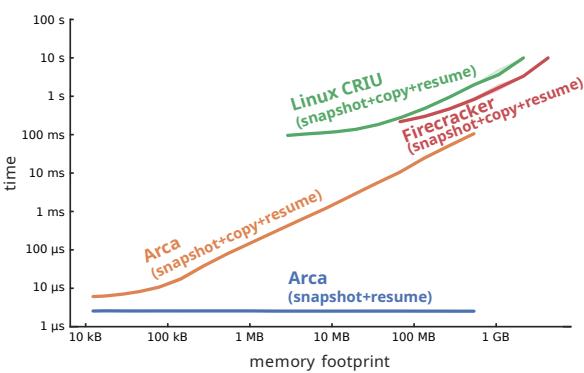 100 s
10 s
1 s
100 ms
10 ms
1 ms
100 µs
10 µs
1 µs
time
Linux CRIU
(snapshot+copy+resume)
Firecracker
(snapshot+copy+resume)
Arca
(snapshot+copy+resume)
Arca
(snapshot+resume)
10 kB
100 kB
1 MB
10 MB
100 MB
1 GB
memory footprint